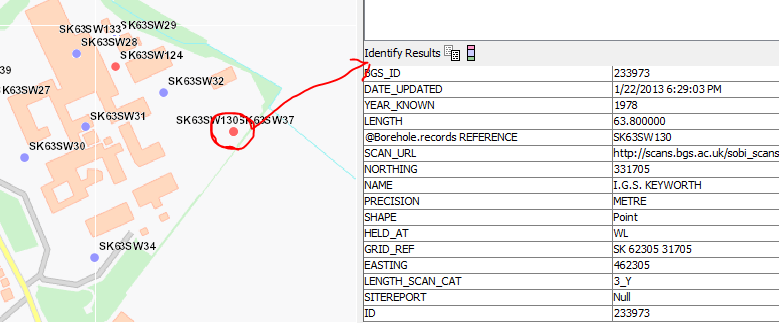 SK63SW133
SK63SW29
SK63SW28
SK63SW124
39
SK63SW32
SK63SW27
SK63SW31
SK63SW130
SK63SW37
SK63SW30
SK63SW34
Identify Results
BGS_ID 233973
DATE_UPDATED 1/22/2013 6:29:03 PM
YEAR_KNOWN 1978
LENGTH 63.800000
@Borehole.records REFERENCE SK63SW130
SCAN_URL http://scans.bgs.ac.uk/sobi_scans
NORTHING 331705
NAME I.G.S. KEYWORTH
PRECISION METRE
SHAPE Point
HELD_AT WL
GRID_REF SK 62305 31705
EASTING 462305
LENGTH_SCAN_CAT 3_Y
SITEREPORT Null
ID 233973